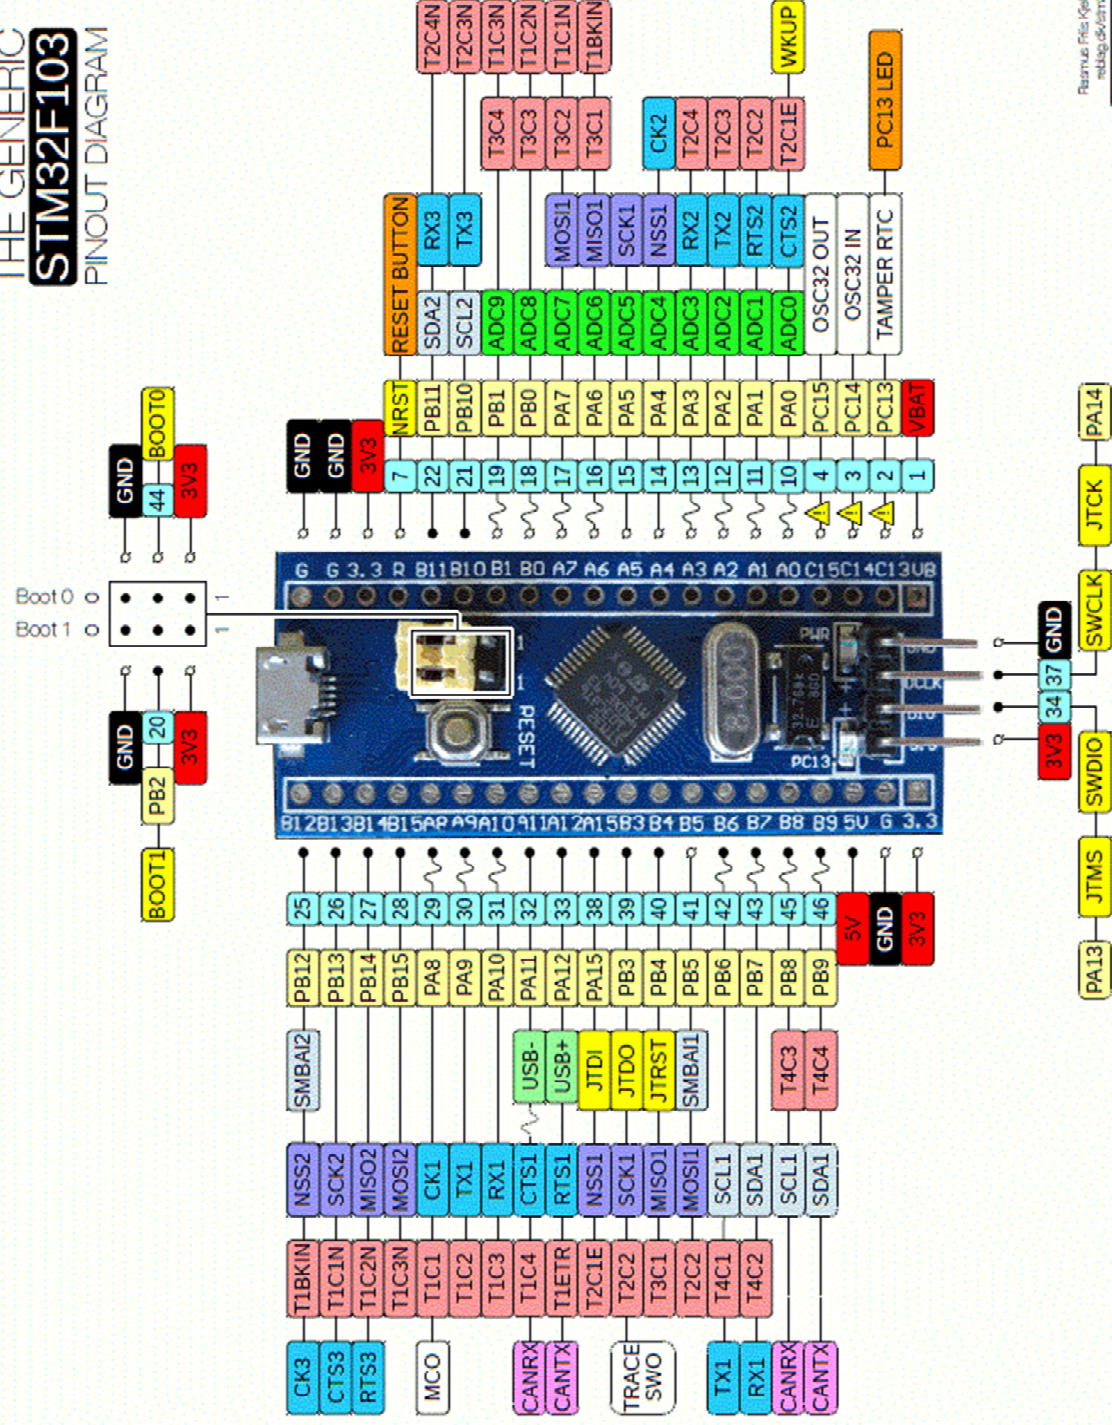 THE GENERIC
STM32F103
PINOUT DIAGRAM
T2C4N T2C3N T1C3N T1C2N T1C1N T1BKIN WKUP
T3C4 T3C3 T3C2 T3C1 CK2 T2C4 T2C3 T2C2 T2C1E PC13 LED
RESET BUTTON RX3 TX3 MOSI1 MISO1 SCK1 NSS1 RX2 TX2 RTS2 CTS2 OSC32 OUT OSC32 IN TAMPER RTC
SDA2 SCL2 ADC9 ADC8 ADC7 ADC6 ADC5 ADC4 ADC3 ADC2 ADC1 ADC0
NRST PB11 PB10 PB1 PB0 PA7 PA6 PA5 PA4 PA3 PA2 PA1 PA0 PC15 PC14 PC13 VBAT
GND GND 3V3 7 22 21 19 18 17 16 15 14 13 12 11 10 4 3 2 1
GND BOOT0 44 3V3
Boot 0 1
Boot 1 1
GND 20 3V3
PB2
BOOT1
G G 3.3 R B11 B10 B1 B0 A7 A6 A5 A4 A3 A2 A1 A0 C15 C14 C13 VB
1
1
RESET
8.000
PWR
PC13
PA14 JTCK SWCLK
GND
37
34
3V3
SWDIO JTMS PA13
B12 B13 B14 B15 A8 A9 A10 A11 A12 A15 B3 B4 B5 B6 B7 B8 B9 5V G 3.3
25 26 27 28 29 30 31 32 33 38 39 40 41 42 43 45 46 5V GND 3V3
PB12 PB13 PB14 PB15 PA8 PA9 PA10 PA11 PA12 PA15 PB3 PB4 PB5 PB6 PB7 PB8 PB9
SMBAI2 USB- USB+ JTDI JTDO JTRST SMBAI1 T4C3 T4C4
NSS2 SCK2 MISO2 MOSI2 CK1 TX1 RX1 CTS1 RTS1 NSS1 SCK1 MISO1 MOSI1 SCL1 SDA1 SCL1 SDA1
T1BKIN T1C1N T1C2N T1C3N T1C1 T1C2 T1C3 T1C4 T1ETR T2C1E T2C2 T3C1 T2C2 T4C1 T4C2
CK3 CTS3 RTS3 MCO CANRX CANTX TRACE SWO TX1 RX1 CANRX CANTX